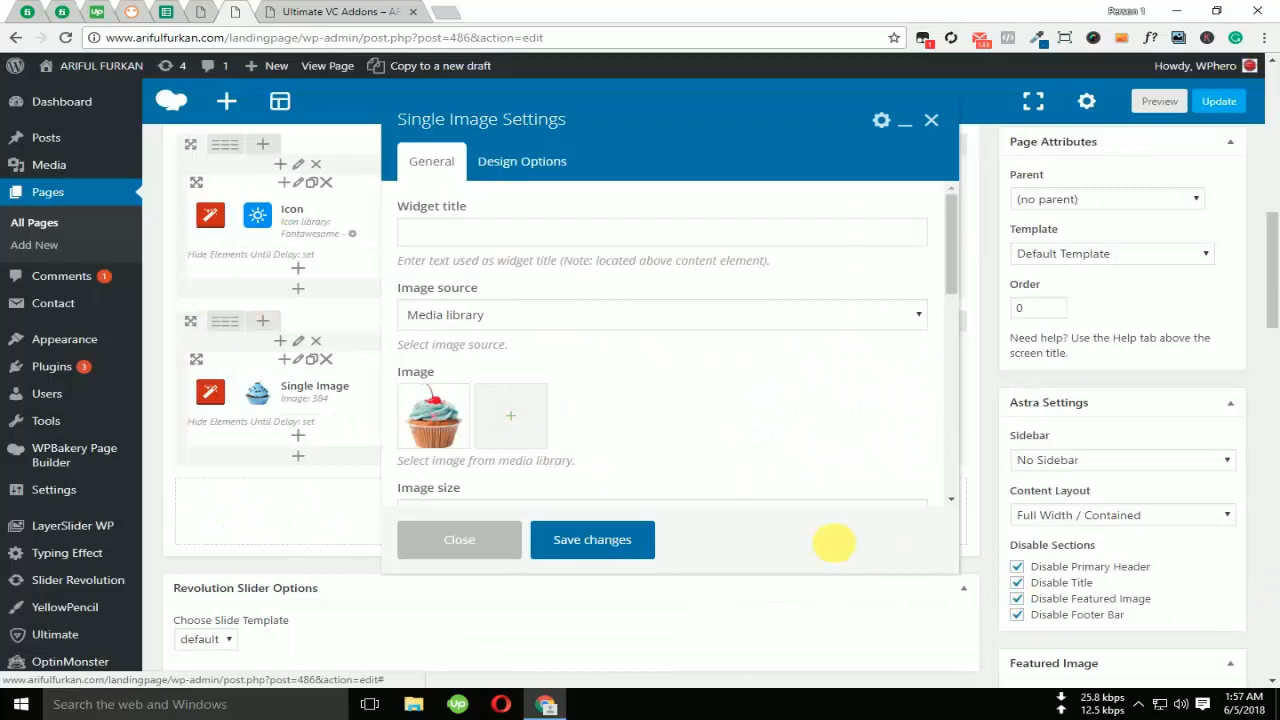 Ultimate VC Addons – ARIF
Person 1
www.arifulfurkan.com/landingpage/wp-admin/post.php?post=486&action=edit
1
133
f?
ARIFUL FURKAN
4
1
New
View Page
Copy to a new draft
Howdy, WPhero
Dashboard
Posts
Media
Pages
All Pages
Add New
Comments 1
Contact
Appearance
Plugins 3
Users
Tools
WPBakery Page
Builder
Settings
LayerSlider WP
Typing Effect
Slider Revolution
YellowPencil
Ultimate
OptinMonster
Preview
Update
Icon
Icon library:
Fontawesome -
Hide Elements Until Delay: set
Single Image
Image: 384
Hide Elements Until Delay: set
Single Image Settings
General
Design Options
Widget title
Enter text used as widget title (Note: located above content element).
Image source
Media library
Select image source.
Image
Select image from media library.
Image size
Close
Save changes
Revolution Slider Options
Choose Slide Template
default
Page Attributes
Parent
(no parent)
Template
Default Template
Order
0
Need help? Use the Help tab above the
screen title.
Astra Settings
Sidebar
No Sidebar
Content Layout
Full Width / Contained
Disable Sections
Disable Primary Header
Disable Title
Disable Featured Image
Disable Footer Bar
Featured Image
www.arifulfurkan.com/landingpage/wp-admin/post.php?post=486&action=edit#
Search the web and Windows
Up
25.8 kbps
12.5 kbps
1:57 AM
6/5/2018